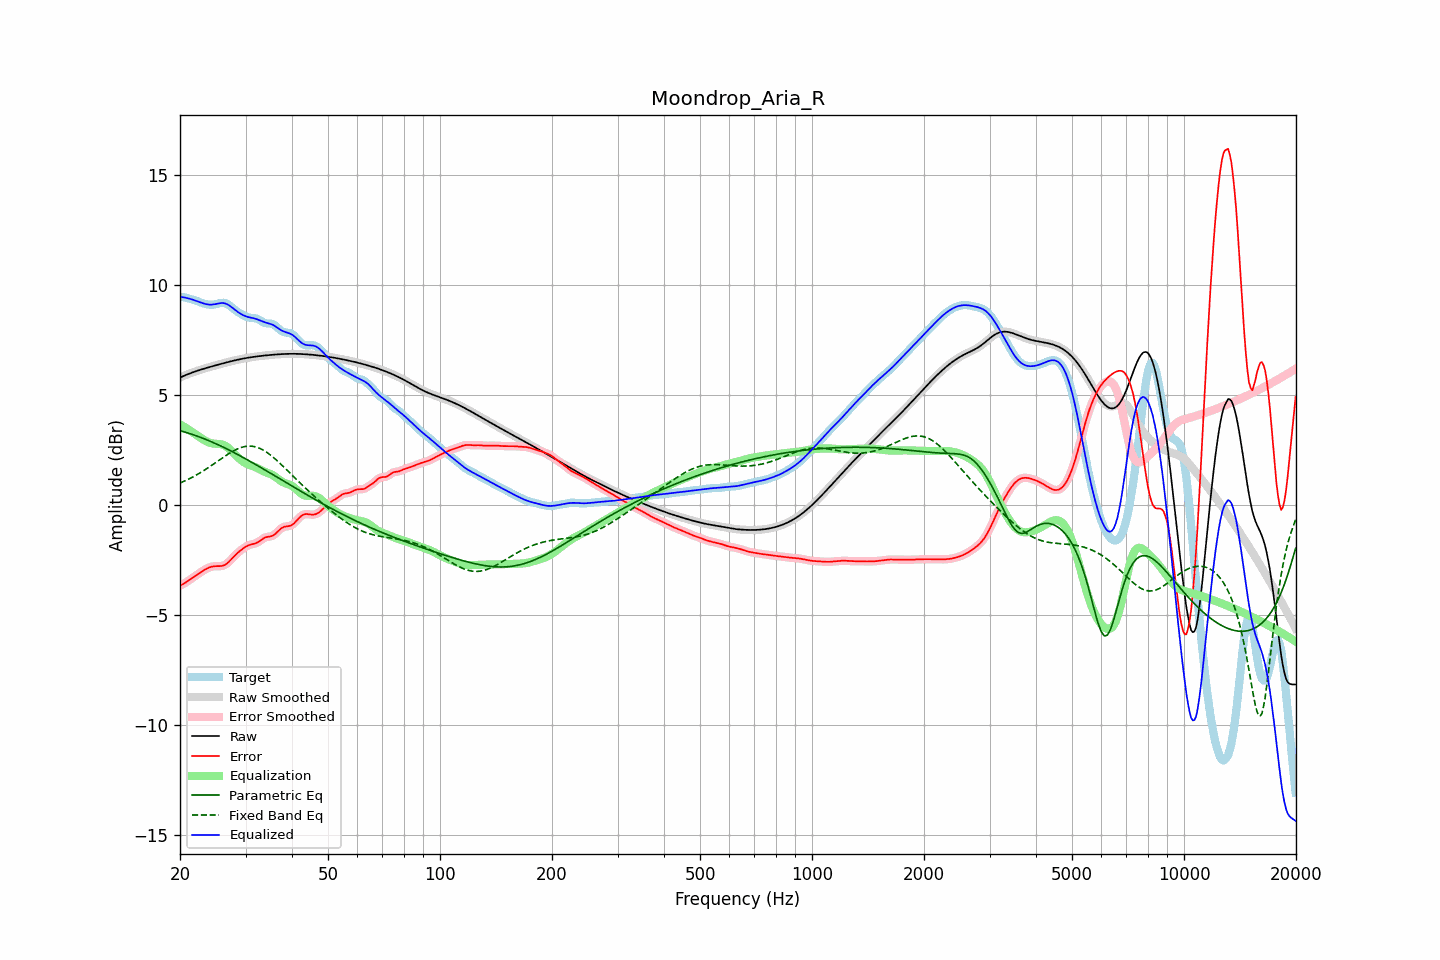 Moondrop_Aria_R
Amplitude (dBr)
15
10
5
0
−5
−10
−15
Target
Raw Smoothed
Error Smoothed
Raw
Error
Equalization
Parametric Eq
Fixed Band Eq
Equalized
20 50 100 200 500 1000 2000 5000 10000 20000
Frequency (Hz)